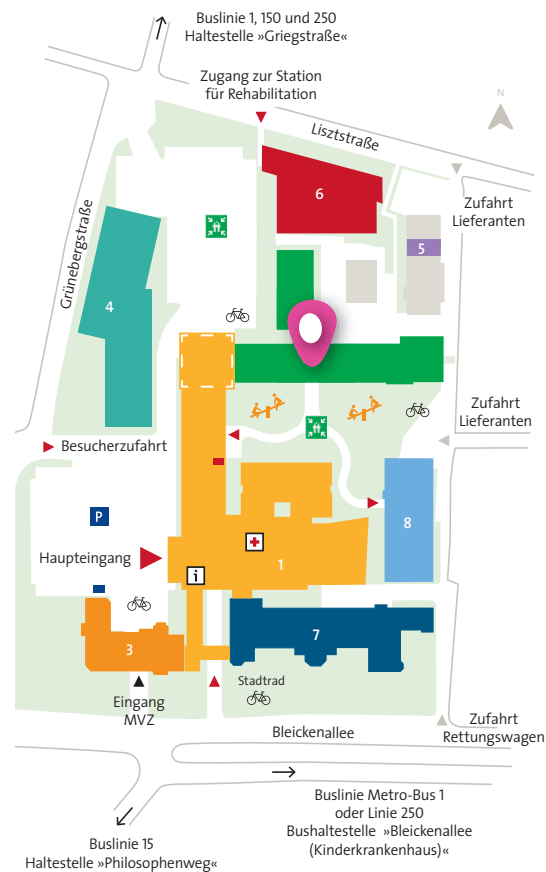 Buslinie 1, 150 und 250
Haltestelle »Griegstraße«
Zugang zur Station
für Rehabilitation
Lisztstraße
N
Grünebergstraße
6
Zufahrt
Lieferanten
5
4
Zufahrt
Lieferanten
Besucherzufahrt
P
8
Haupteingang
1
i
7
3
Stadtrad
Eingang
MVZ
Zufahrt
Rettungswagen
Bleickenallee
Buslinie Metro-Bus 1
oder Linie 250
Bushaltestelle »Bleickenallee
(Kinderkrankenhaus)«
Buslinie 15
Haltestelle »Philosophenweg«